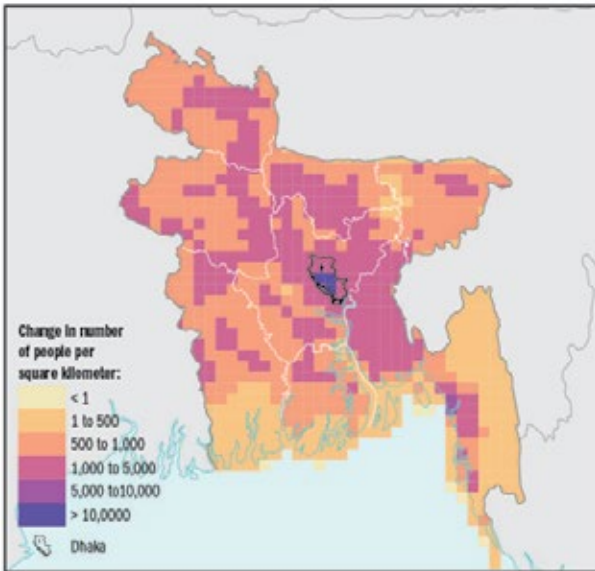 Change in number
of people per
square kilometer:
< 1
1 to 500
500 to 1,000
1,000 to 5,000
5,000 to10,000
> 10,0000
Dhaka